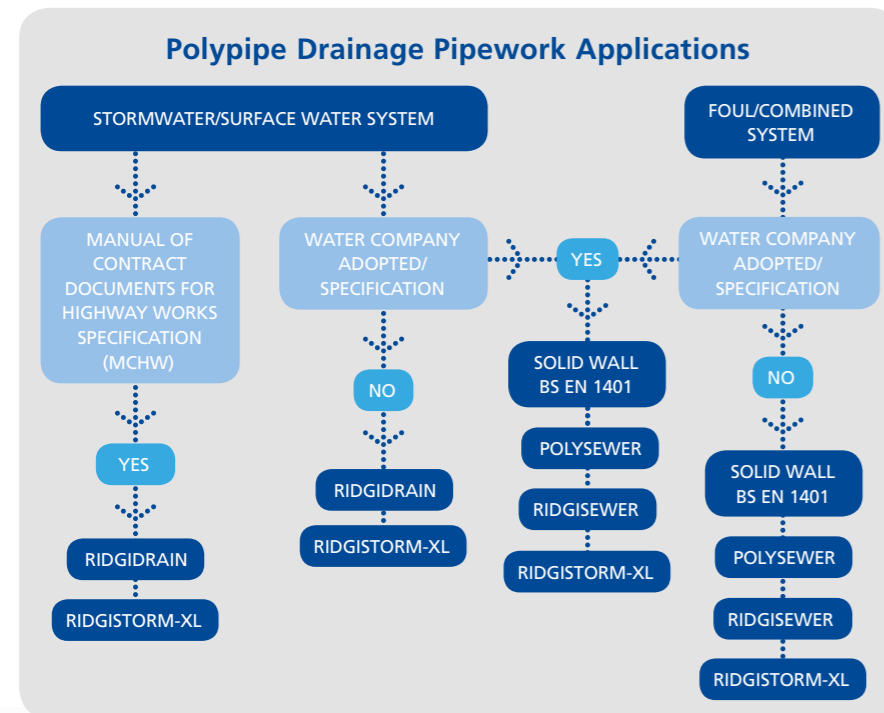 Polypipe Drainage Pipework Applications
STORMWATER/SURFACE WATER SYSTEM
FOUL/COMBINED
SYSTEM
MANUAL OF
CONTRACT
DOCUMENTS FOR
HIGHWAY WORKS
SPECIFICATION
(MCHW)
WATER COMPANY
ADOPTED/
SPECIFICATION
YES
WATER COMPANY
ADOPTED/
SPECIFICATION
YES
RIDGIDRAIN
RIDGISTORM-XL
NO
RIDGIDRAIN
RIDGISTORM-XL
SOLID WALL
BS EN 1401
POLYSEWER
RIDGISEWER
RIDGISTORM-XL
NO
SOLID WALL
BS EN 1401
POLYSEWER
RIDGISEWER
RIDGISTORM-XL